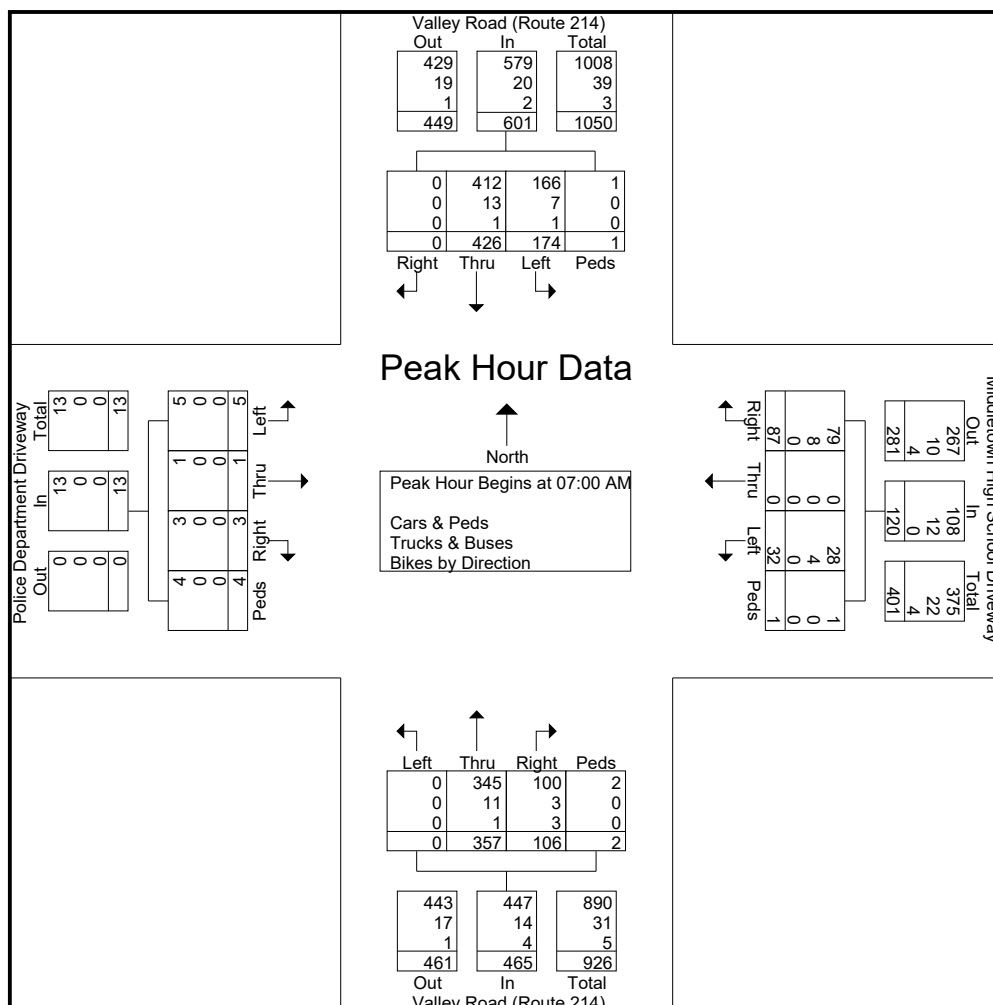 Valley Road (Route 214)
Out In Total
429 579 1008
19 20 39
1 2 3
449 601 1050
0 412 166 1
0 13 7 0
0 1 1 0
0 426 174 1
Right Thru Left Peds
Peak Hour Data
North
Peak Hour Begins at 07:00 AM
Cars & Peds
Trucks & Buses
Bikes by Direction
Police Department Driveway
Out In Total
0 13 13
0 0 0
0 0 0
0 13 13
Peds Right Thru Left
4 3 1 5
0 0 0 0
0 0 0 0
4 3 1 5
Middletown High School Driveway
Out In Total
267 108 375
10 12 22
4 0 4
281 120 401
Right Thru Left Peds
79 0 28 1
8 0 4 0
0 0 0 0
87 0 32 1
Left Thru Right Peds
0 345 100 2
0 11 3 0
0 1 3 0
0 357 106 2
443 447 890
17 14 31
1 4 5
461 465 926
Out In Total
Valley Road (Route 214)